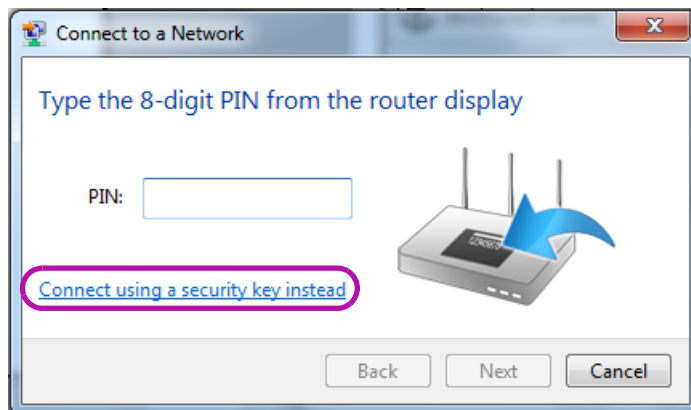 Connect to a Network
Type the 8-digit PIN from the router display
PIN:
12345678
Connect using a security key instead
Back Next Cancel